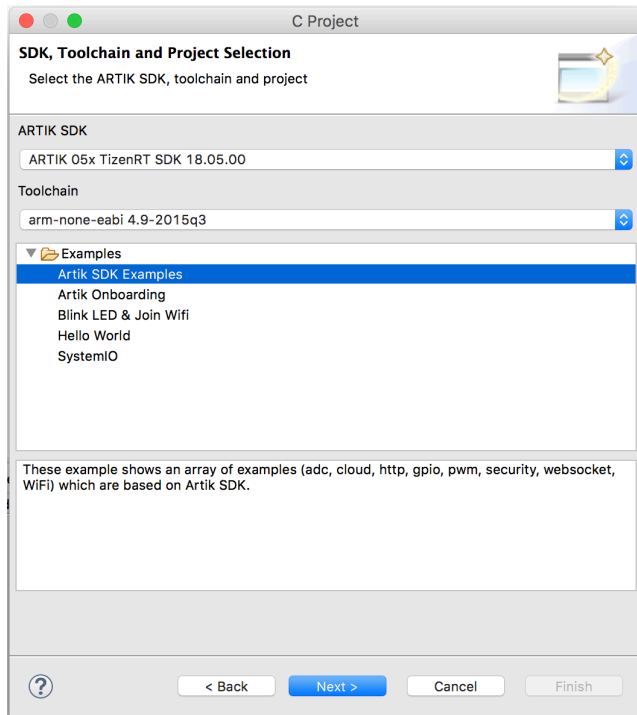 C Project
SDK, Toolchain and Project Selection
Select the ARTIK SDK, toolchain and project
ARTIK SDK
ARTIK 05x TizenRT SDK 18.05.00
Toolchain
arm-none-eabi 4.9-2015q3
Examples
Artik SDK Examples
Artik Onboarding
Blink LED & Join Wifi
Hello World
SystemIO
These example shows an array of examples (adc, cloud, http, gpio, pwm, security, websocket,
WiFi) which are based on Artik SDK.
?
< Back
Next >
Cancel
Finish